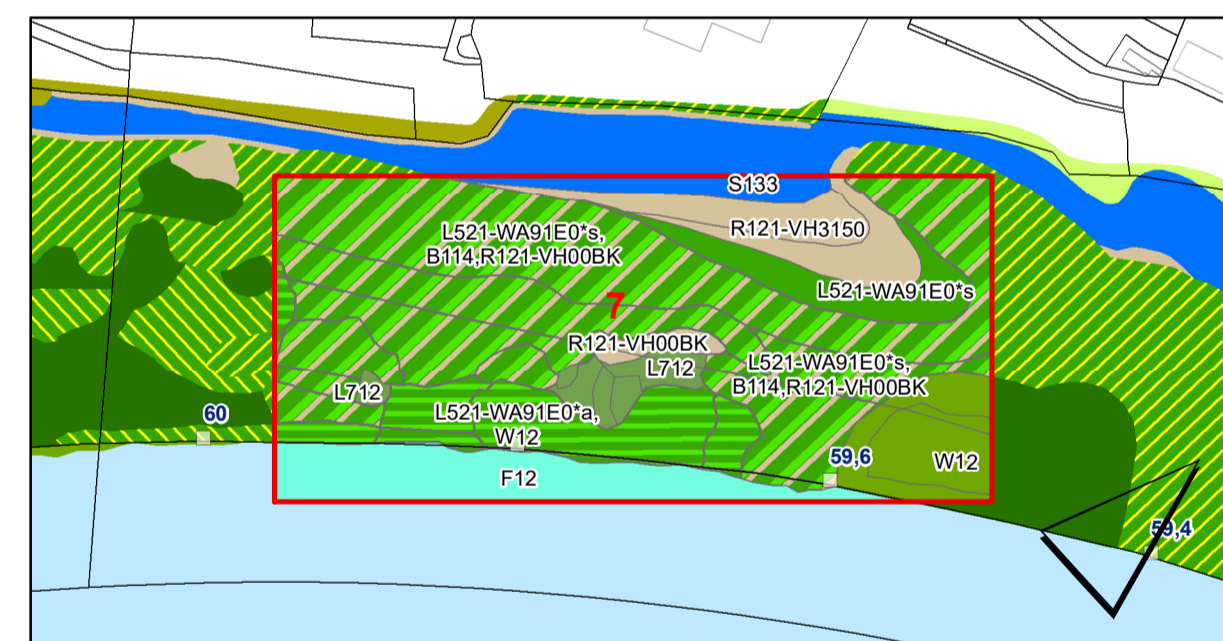 S133
R121-VH3150
L521-WA91E0*s,
B114,R121-VH00BK
L521-WA91E0*s
7
R121-VH00BK
L712
L521-WA91E0*s,
B114,R121-VH00BK
L712
L521-WA91E0*a,
W12
60
59,6
W12
F12
59,4